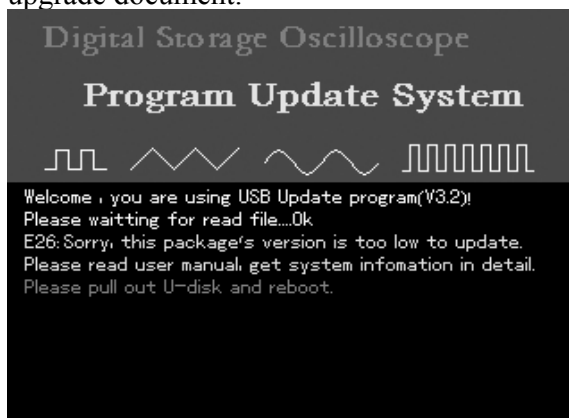 upgrade document.
Digital Storage Oscilloscope
Program Update System
Welcome , you are using USB Update program(V3.2)!
Please waitting for read file....Ok
E26: Sorry, this package's version is too low to update.
Please read user manual, get system infomation in detail.
Please pull out U-disk and reboot.